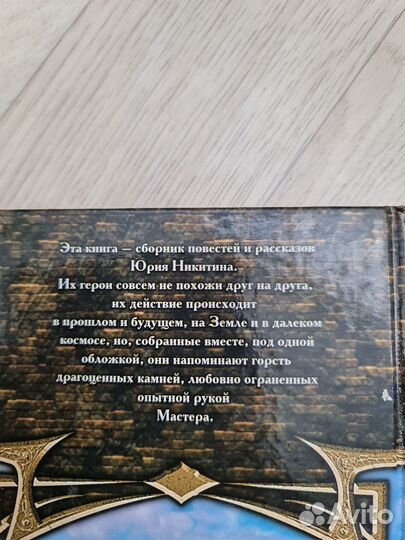 Эта книга — сборник повестей и рассказов
Юрия Никитина.
Их герои совсем не похожи друг на друга,
их действие происходит
в прошлом и будущем, на Земле и в далеком
космосе, но, собранные вместе, под одной
обложкой, они напоминают горсть
драгоценных камней, любовно ограненных
опытной рукой
Мастера.
Avito